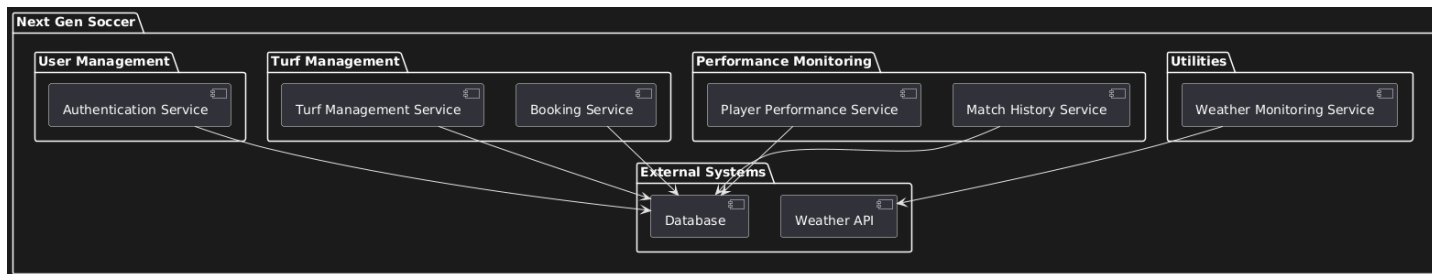 Next Gen Soccer
User Management
Turf Management
Performance Monitoring
Utilities
Authentication Service
Turf Management Service
Booking Service
Player Performance Service
Match History Service
Weather Monitoring Service
External Systems
Database
Weather API